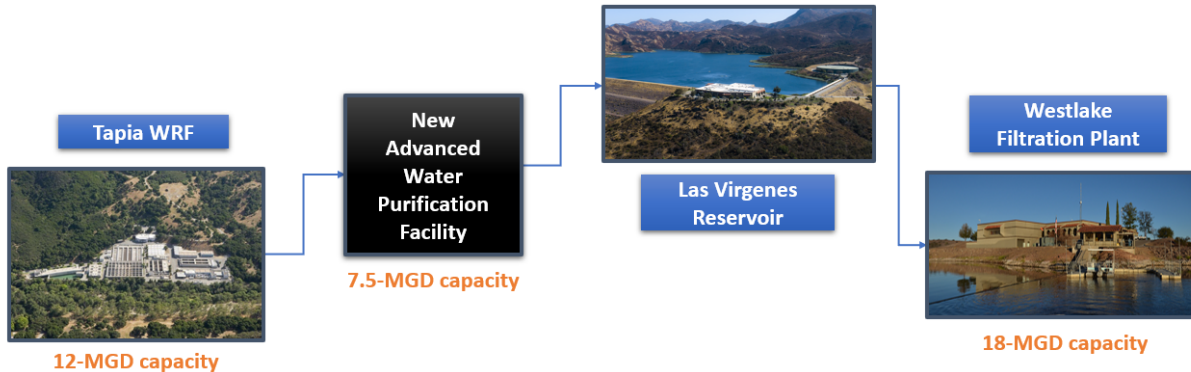 Tapia WRF
12-MGD capacity
New
Advanced
Water
Purification
Facility
7.5-MGD capacity
Las Virgenes
Reservoir
Westlake
Filtration Plant
18-MGD capacity